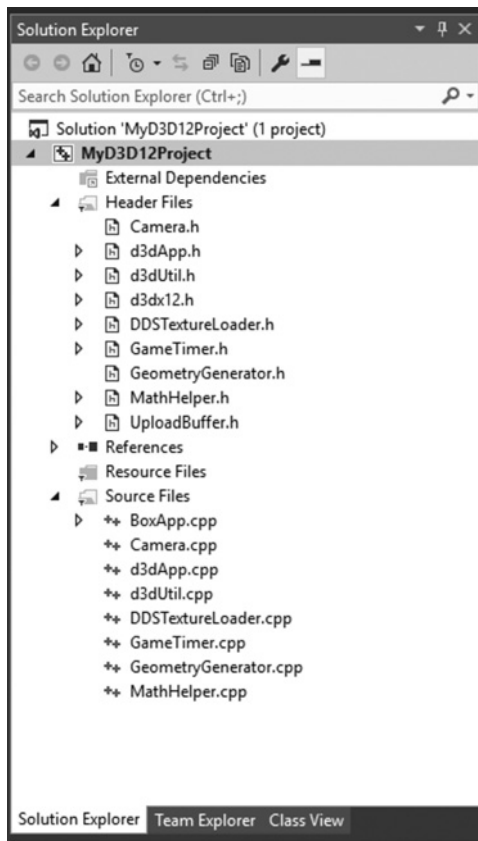 Solution Explorer
Search Solution Explorer (Ctrl+;)
Solution 'MyD3D12Project' (1 project)
MyD3D12Project
External Dependencies
Header Files
Camera.h
d3dApp.h
d3dUtil.h
d3dx12.h
DDSTextureLoader.h
GameTimer.h
GeometryGenerator.h
MathHelper.h
UploadBuffer.h
References
Resource Files
Source Files
BoxApp.cpp
Camera.cpp
d3dApp.cpp
d3dUtil.cpp
DDSTextureLoader.cpp
GameTimer.cpp
GeometryGenerator.cpp
MathHelper.cpp
Solution Explorer Team Explorer Class View